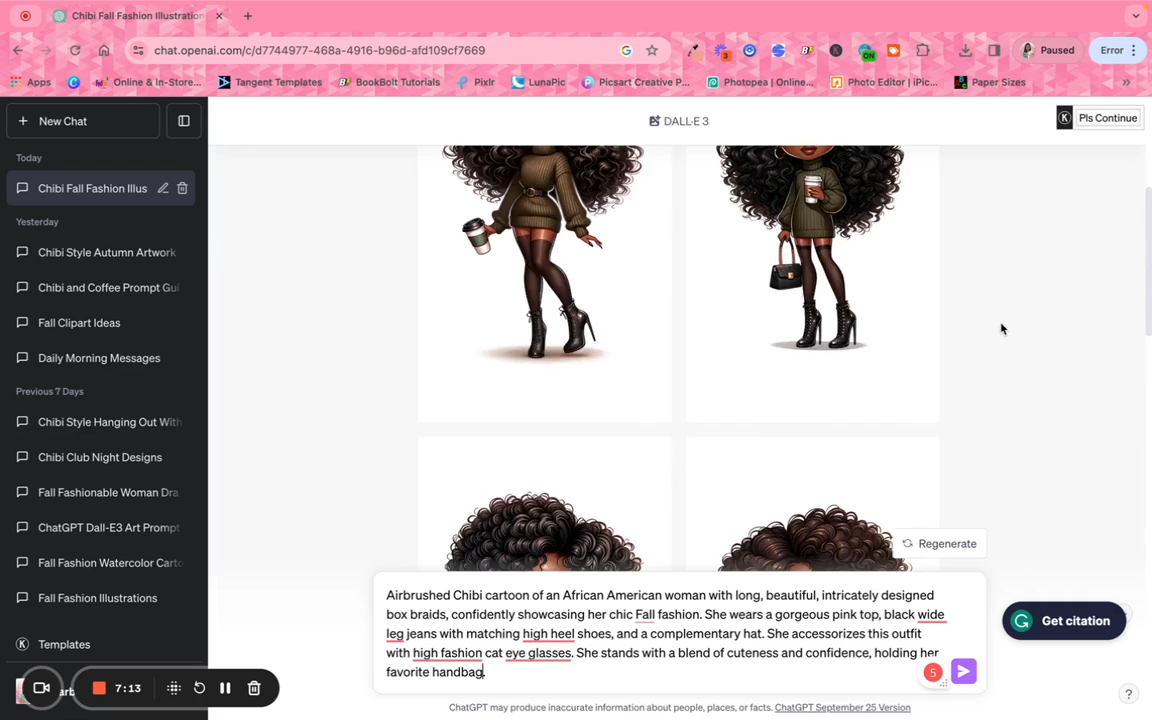 Chibi Fall Fashion Illustration
chat.openai.com/c/d7744977-468a-4916-b96d-afd109cf7669
Paused
Error
Apps
Online & In-Store...
Tangent Templates
BookBolt Tutorials
Pixlr
LunaPic
Picsart Creative P...
Photopea | Online...
Photo Editor | iPic...
Paper Sizes
New Chat
DALL·E 3
Pls Continue
Today
Chibi Fall Fashion Illus
Yesterday
Chibi Style Autumn Artwork
Chibi and Coffee Prompt Gui
Fall Clipart Ideas
Daily Morning Messages
Previous 7 Days
Chibi Style Hanging Out With
Chibi Club Night Designs
Fall Fashionable Woman Dra
ChatGPT Dall-E3 Art Prompt
Fall Fashion Watercolor Carto
Fall Fashion Illustrations
Templates
7:13
Regenerate
Airbrushed Chibi cartoon of an African American woman with long, beautiful, intricately designed
box braids, confidently showcasing her chic Fall fashion. She wears a gorgeous pink top, black wide
leg jeans with matching high heel shoes, and a complementary hat. She accessorizes this outfit
with high fashion cat eye glasses. She stands with a blend of cuteness and confidence, holding her
favorite handbag.
5
Get citation
ChatGPT may produce inaccurate information about people, places, or facts. ChatGPT September 25 Version
?